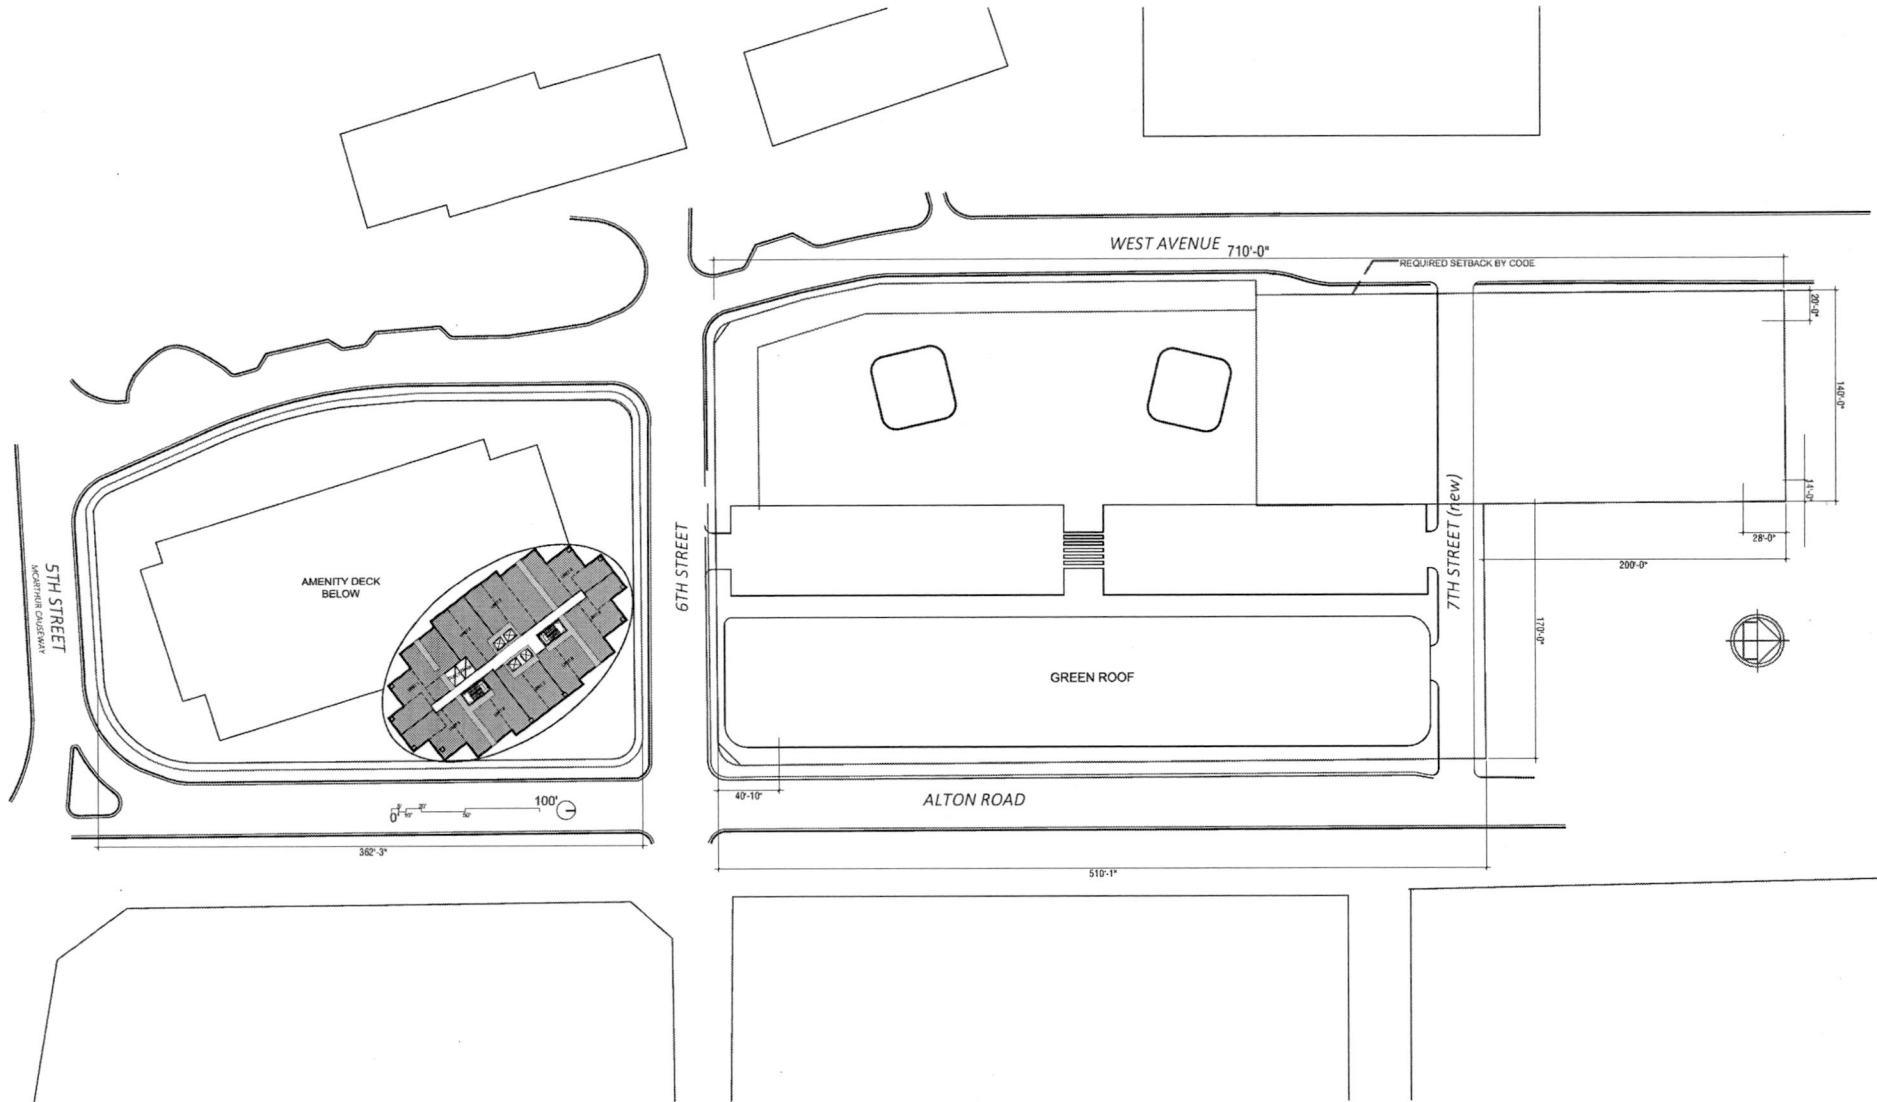 WEST AVENUE
710'-0"
REQUIRED SETBACK BY CODE
20'-0"
140'-0"
14'-0"
28'-0"
200'-0"
170'-0"
7TH STREET (new)
6TH STREET
5TH STREET
MCARTHUR CAUSEWAY
AMENITY DECK
BELOW
GREEN ROOF
40'-10"
ALTON ROAD
0'
100'
362'-3"
510'-1"